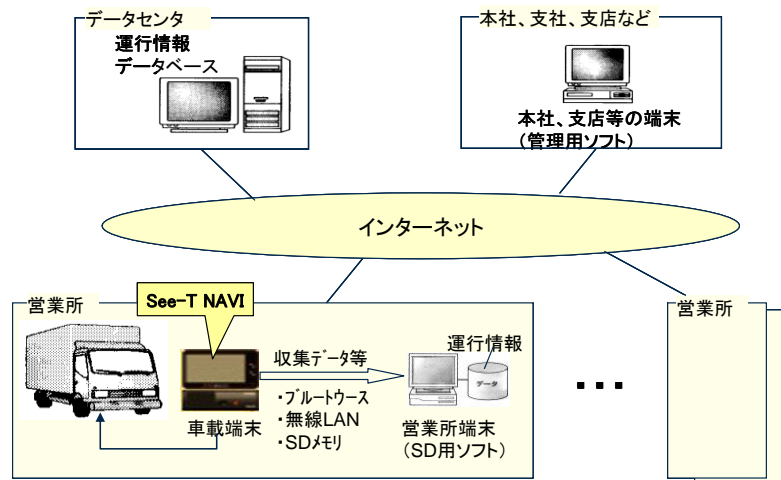 データセンタ
運行情報
データベース
本社、支社、支店など
本社、支店等の端末
（管理用ソフト）
インターネット
営業所
See-T NAVI
車載端末
収集データ等
・ブルートウース
・無線LAN
・SDメモリ
運行情報
データ
営業所端末
（SD用ソフト）
・・・
営業所